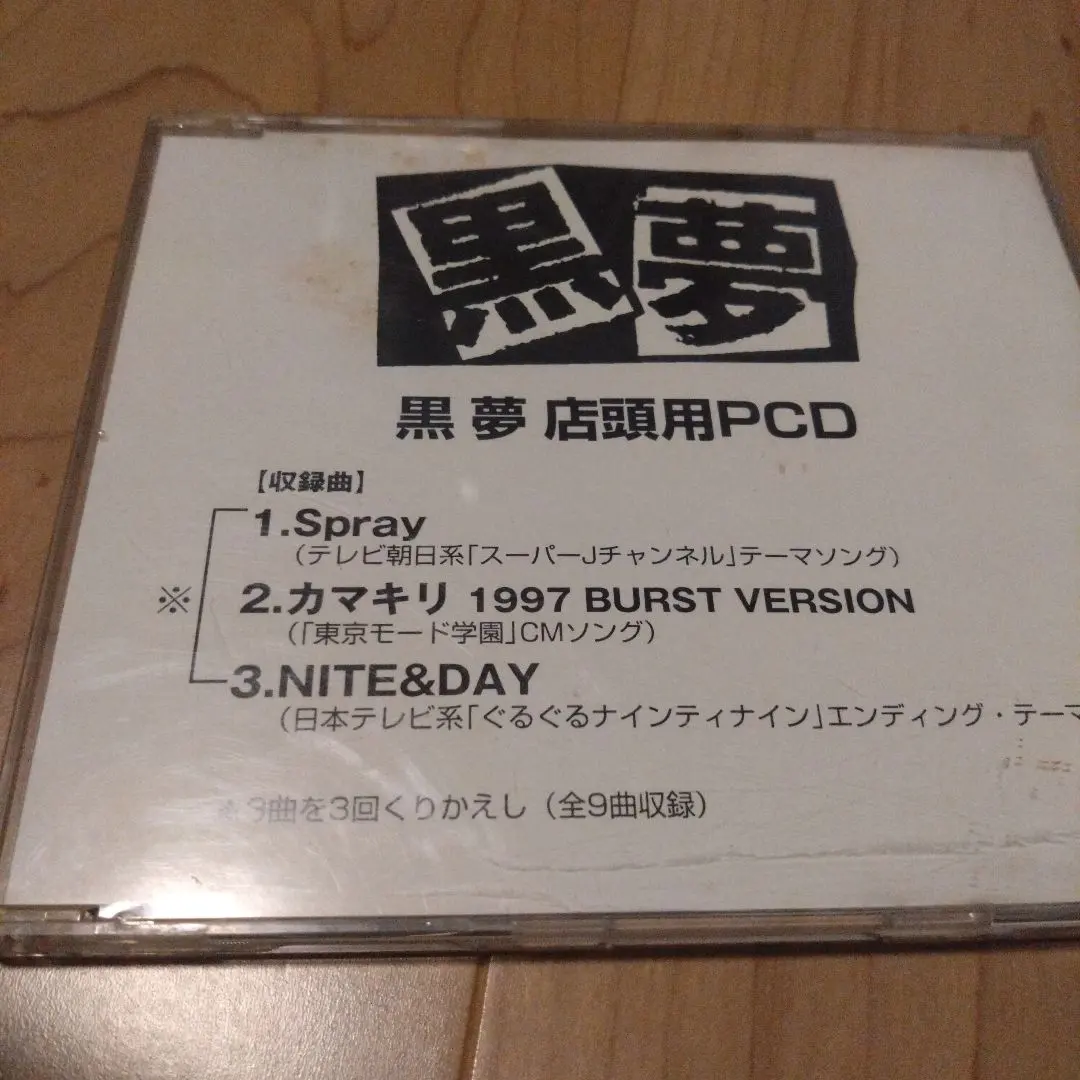 黒夢
黒 夢 店頭用PCD
【収録曲】
1.Spray
(テレビ朝日系「スーパーJチャンネル」テーマソング)
※
2.カマキリ 1997 BURST VERSION
(「東京モード学園」CMソング)
3.NITE&DAY
(日本テレビ系「ぐるぐるナインティナイン」エンディング・テーマ
※3曲を3回くりかえし(全9曲収録)